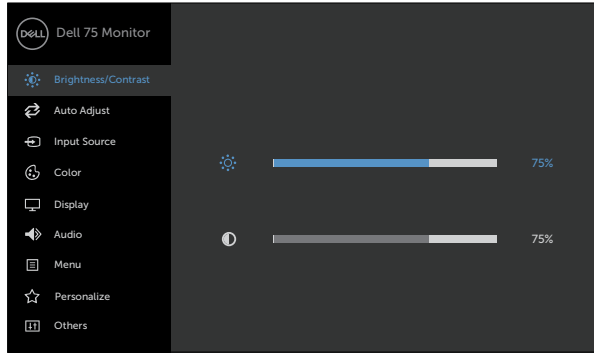 DELL Dell 75 Monitor
Brightness/Contrast
Auto Adjust
Input Source
75%
Color
Display
Audio
75%
Menu
Personalize
Others